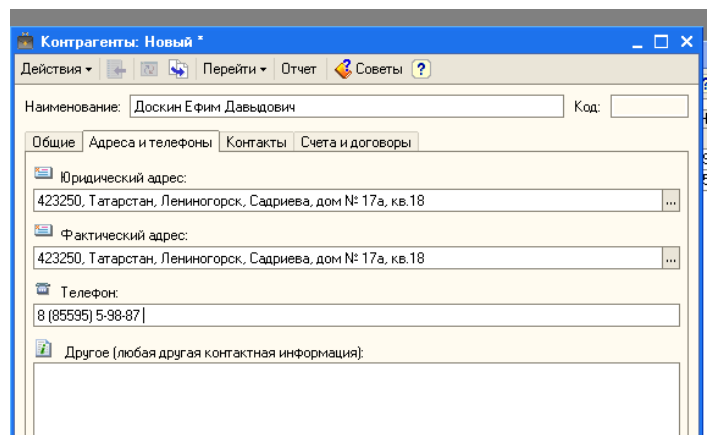 Контрагенты: Новый *
Действия Перейти Отчет Советы ?
Наименование: Доскин Ефим Давыдович Код:
Общие Адреса и телефоны Контакты Счета и договоры
Юридический адрес:
423250, Татарстан, Лениногорск, Садриева, дом № 17а, кв.18 ...
Фактический адрес:
423250, Татарстан, Лениногорск, Садриева, дом № 17а, кв.18 ...
Телефон:
8 (85595) 5-98-87
Другое (любая другая контактная информация):